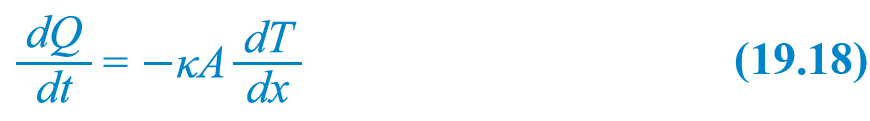 dQ/dt = −κA dT/dx (19.18)